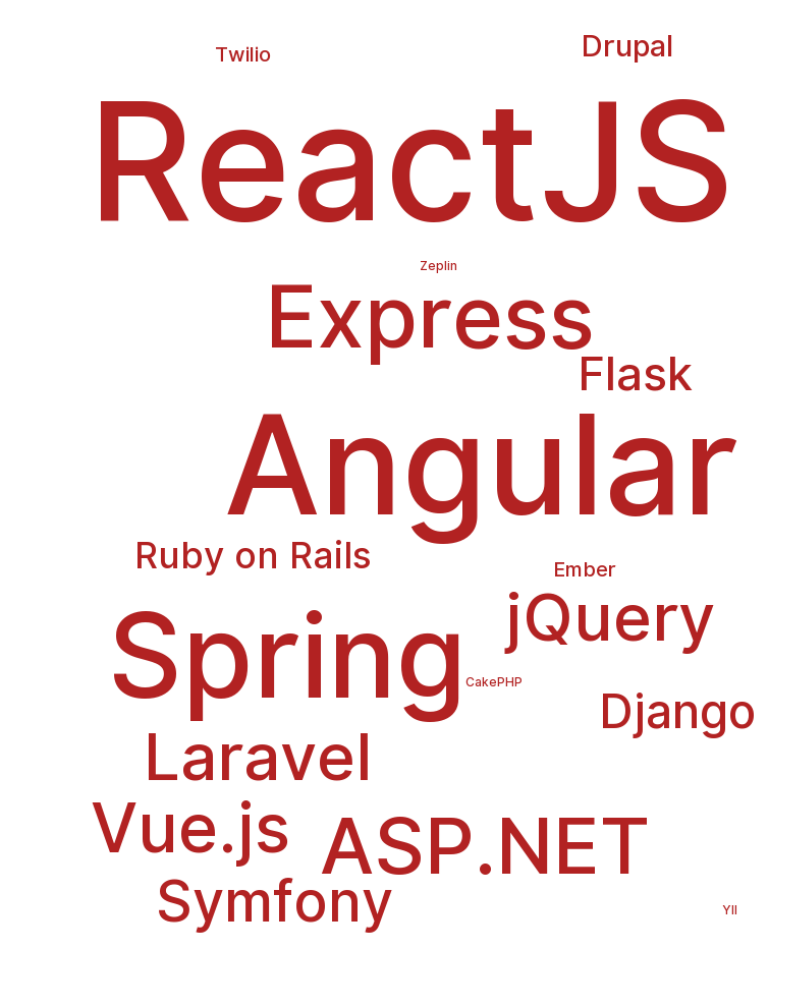 Twilio
Drupal
ReactJS
Zeplin
Express
Flask
Angular
Ruby on Rails
Ember
jQuery
Spring
CakePHP
Django
Laravel
Vue.js
ASP.NET
Symfony
YII